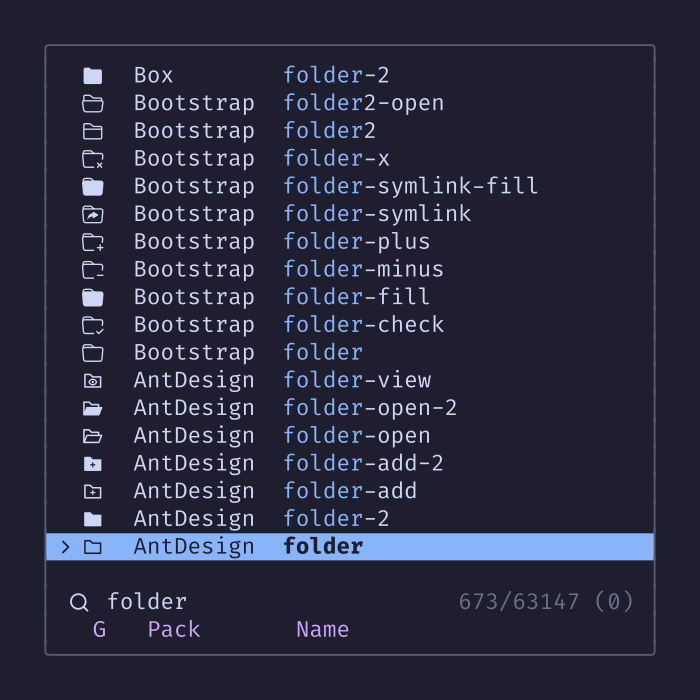 Box folder-2
Bootstrap folder2-open
Bootstrap folder2
Bootstrap folder-x
Bootstrap folder-symlink-fill
Bootstrap folder-symlink
Bootstrap folder-plus
Bootstrap folder-minus
Bootstrap folder-fill
Bootstrap folder-check
Bootstrap folder
AntDesign folder-view
AntDesign folder-open-2
AntDesign folder-open
AntDesign folder-add-2
AntDesign folder-add
AntDesign folder-2
> AntDesign folder
folder 673/63147 (0)
G Pack Name